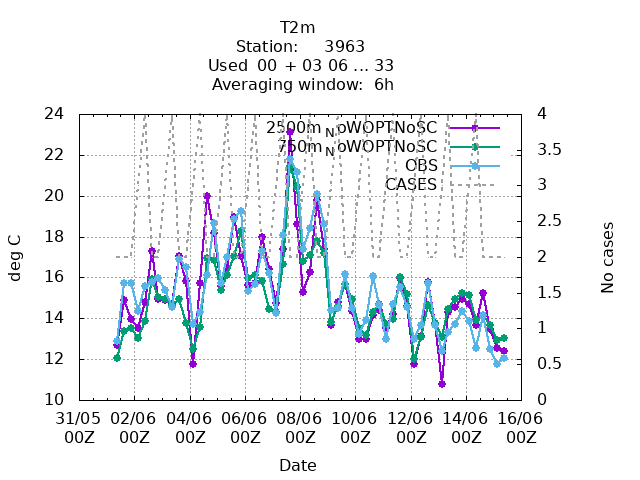 T2m
Station: 3963
Used 00 + 03 06 ... 33
Averaging window: 6h
2500m_NoWOPTNoSC
750m_NoWOPTNoSC
OBS
CASES
deg C
24
22
20
18
16
14
12
10
No cases
4
3.5
3
2.5
2
1.5
1
0.5
0
31/05 02/06 04/06 06/06 08/06 10/06 12/06 14/06 16/06
00Z 00Z 00Z 00Z 00Z 00Z 00Z 00Z 00Z
Date